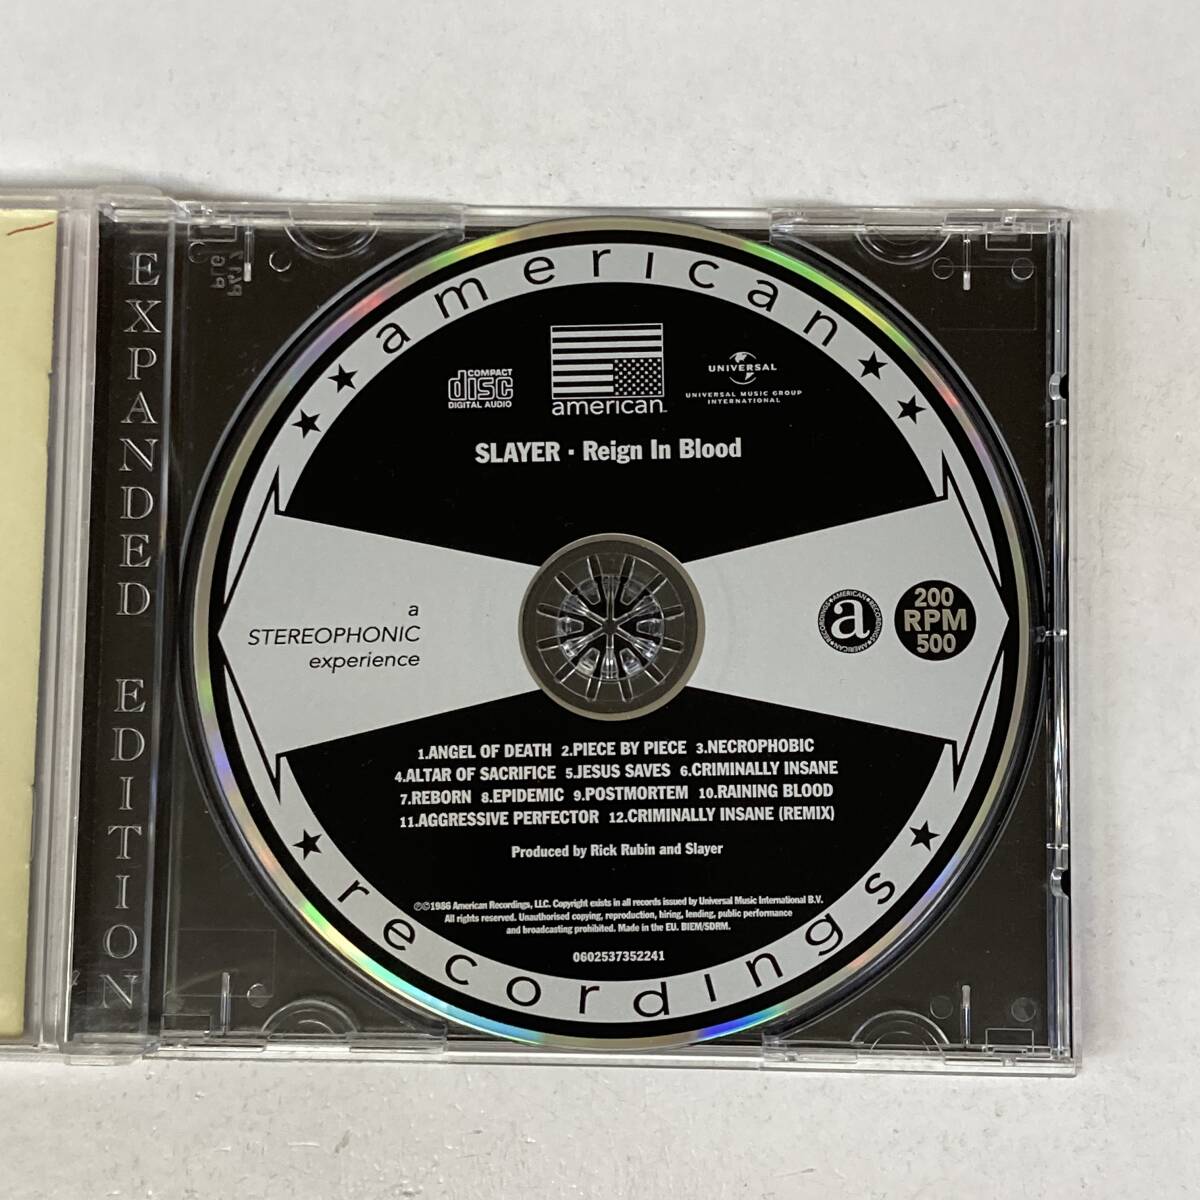 EXPANDED EDITION
american
COMPACT
disc
DIGITAL AUDIO
american™
UNIVERSAL
UNIVERSAL MUSIC GROUP
INTERNATIONAL
SLAYER · Reign In Blood
a
STEREOPHONIC
experience
AMERICAN RECORDINGS AMERICAN RECORDINGS
a
200
RPM
500
1.ANGEL OF DEATH 2.PIECE BY PIECE 3.NECROPHOBIC
4.ALTAR OF SACRIFICE 5.JESUS SAVES 6.CRIMINALLY INSANE
7.REBORN 8.EPIDEMIC 9.POSTMORTEM 10.RAINING BLOOD
11.AGGRESSIVE PERFECTOR 12.CRIMINALLY INSANE (REMIX)
Produced by Rick Rubin and Slayer
℗©1986 American Recordings, LLC. Copyright exists in all records issued by Universal Music International B.V.
All rights reserved. Unauthorised copying, reproduction, hiring, lending, public performance
and broadcasting prohibited. Made in the EU. BIEM/SDRM.
0602537352241
recordings